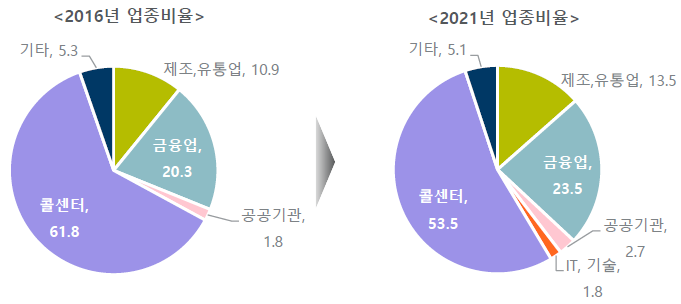 <2016년 업종비율>
기타, 5.3
제조,유통업, 10.9
금융업,
20.3
공공기관,
1.8
콜센터,
61.8
<2021년 업종비율>
기타, 5.1
제조,유통업, 13.5
금융업,
23.5
공공기관,
2.7
IT, 기술,
1.8
콜센터,
53.5